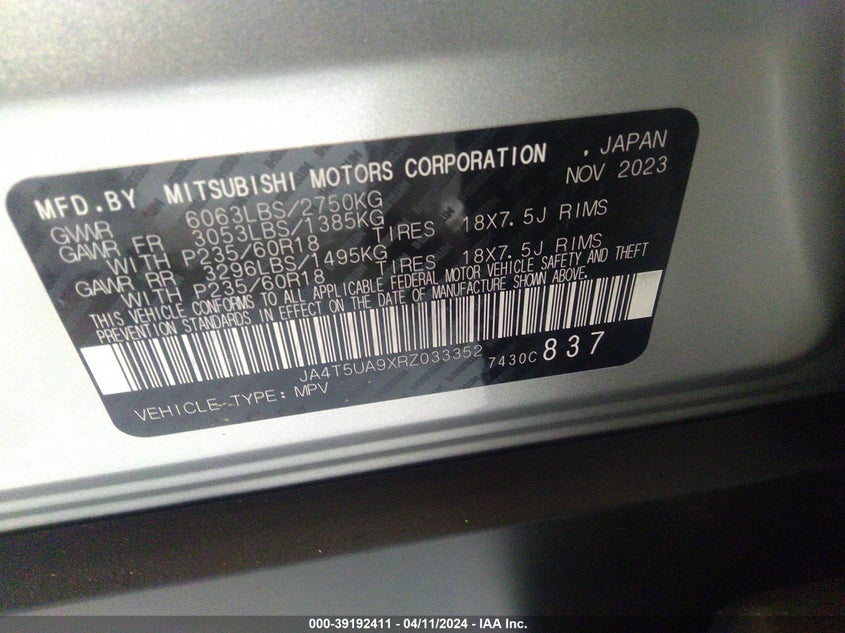 MFD.BY MITSUBISHI MOTORS CORPORATION . JAPAN
NOV 2023
GWWR 6063LBS/2750KG
GAWR FR 3053LBS/1385KG
WITH P235/60R18 TIRES 18X7.5J RIMS
GAWR RR 3296LBS/1495KG
WITH P235/60R18 TIRES 18X7.5J RIMS
THIS VEHICLE CONFORMS TO ALL APPLICABLE FEDERAL MOTOR VEHICLE SAFETY AND THEFT
PREVENTION STANDARDS IN EFFECT ON THE DATE OF MANUFACTURE SHOWN ABOVE.
JA4T5UA9XRZ033352 7430C 837
VEHICLE-TYPE: MPV
000-39192411 - 04/11/2024 - IAA Inc.